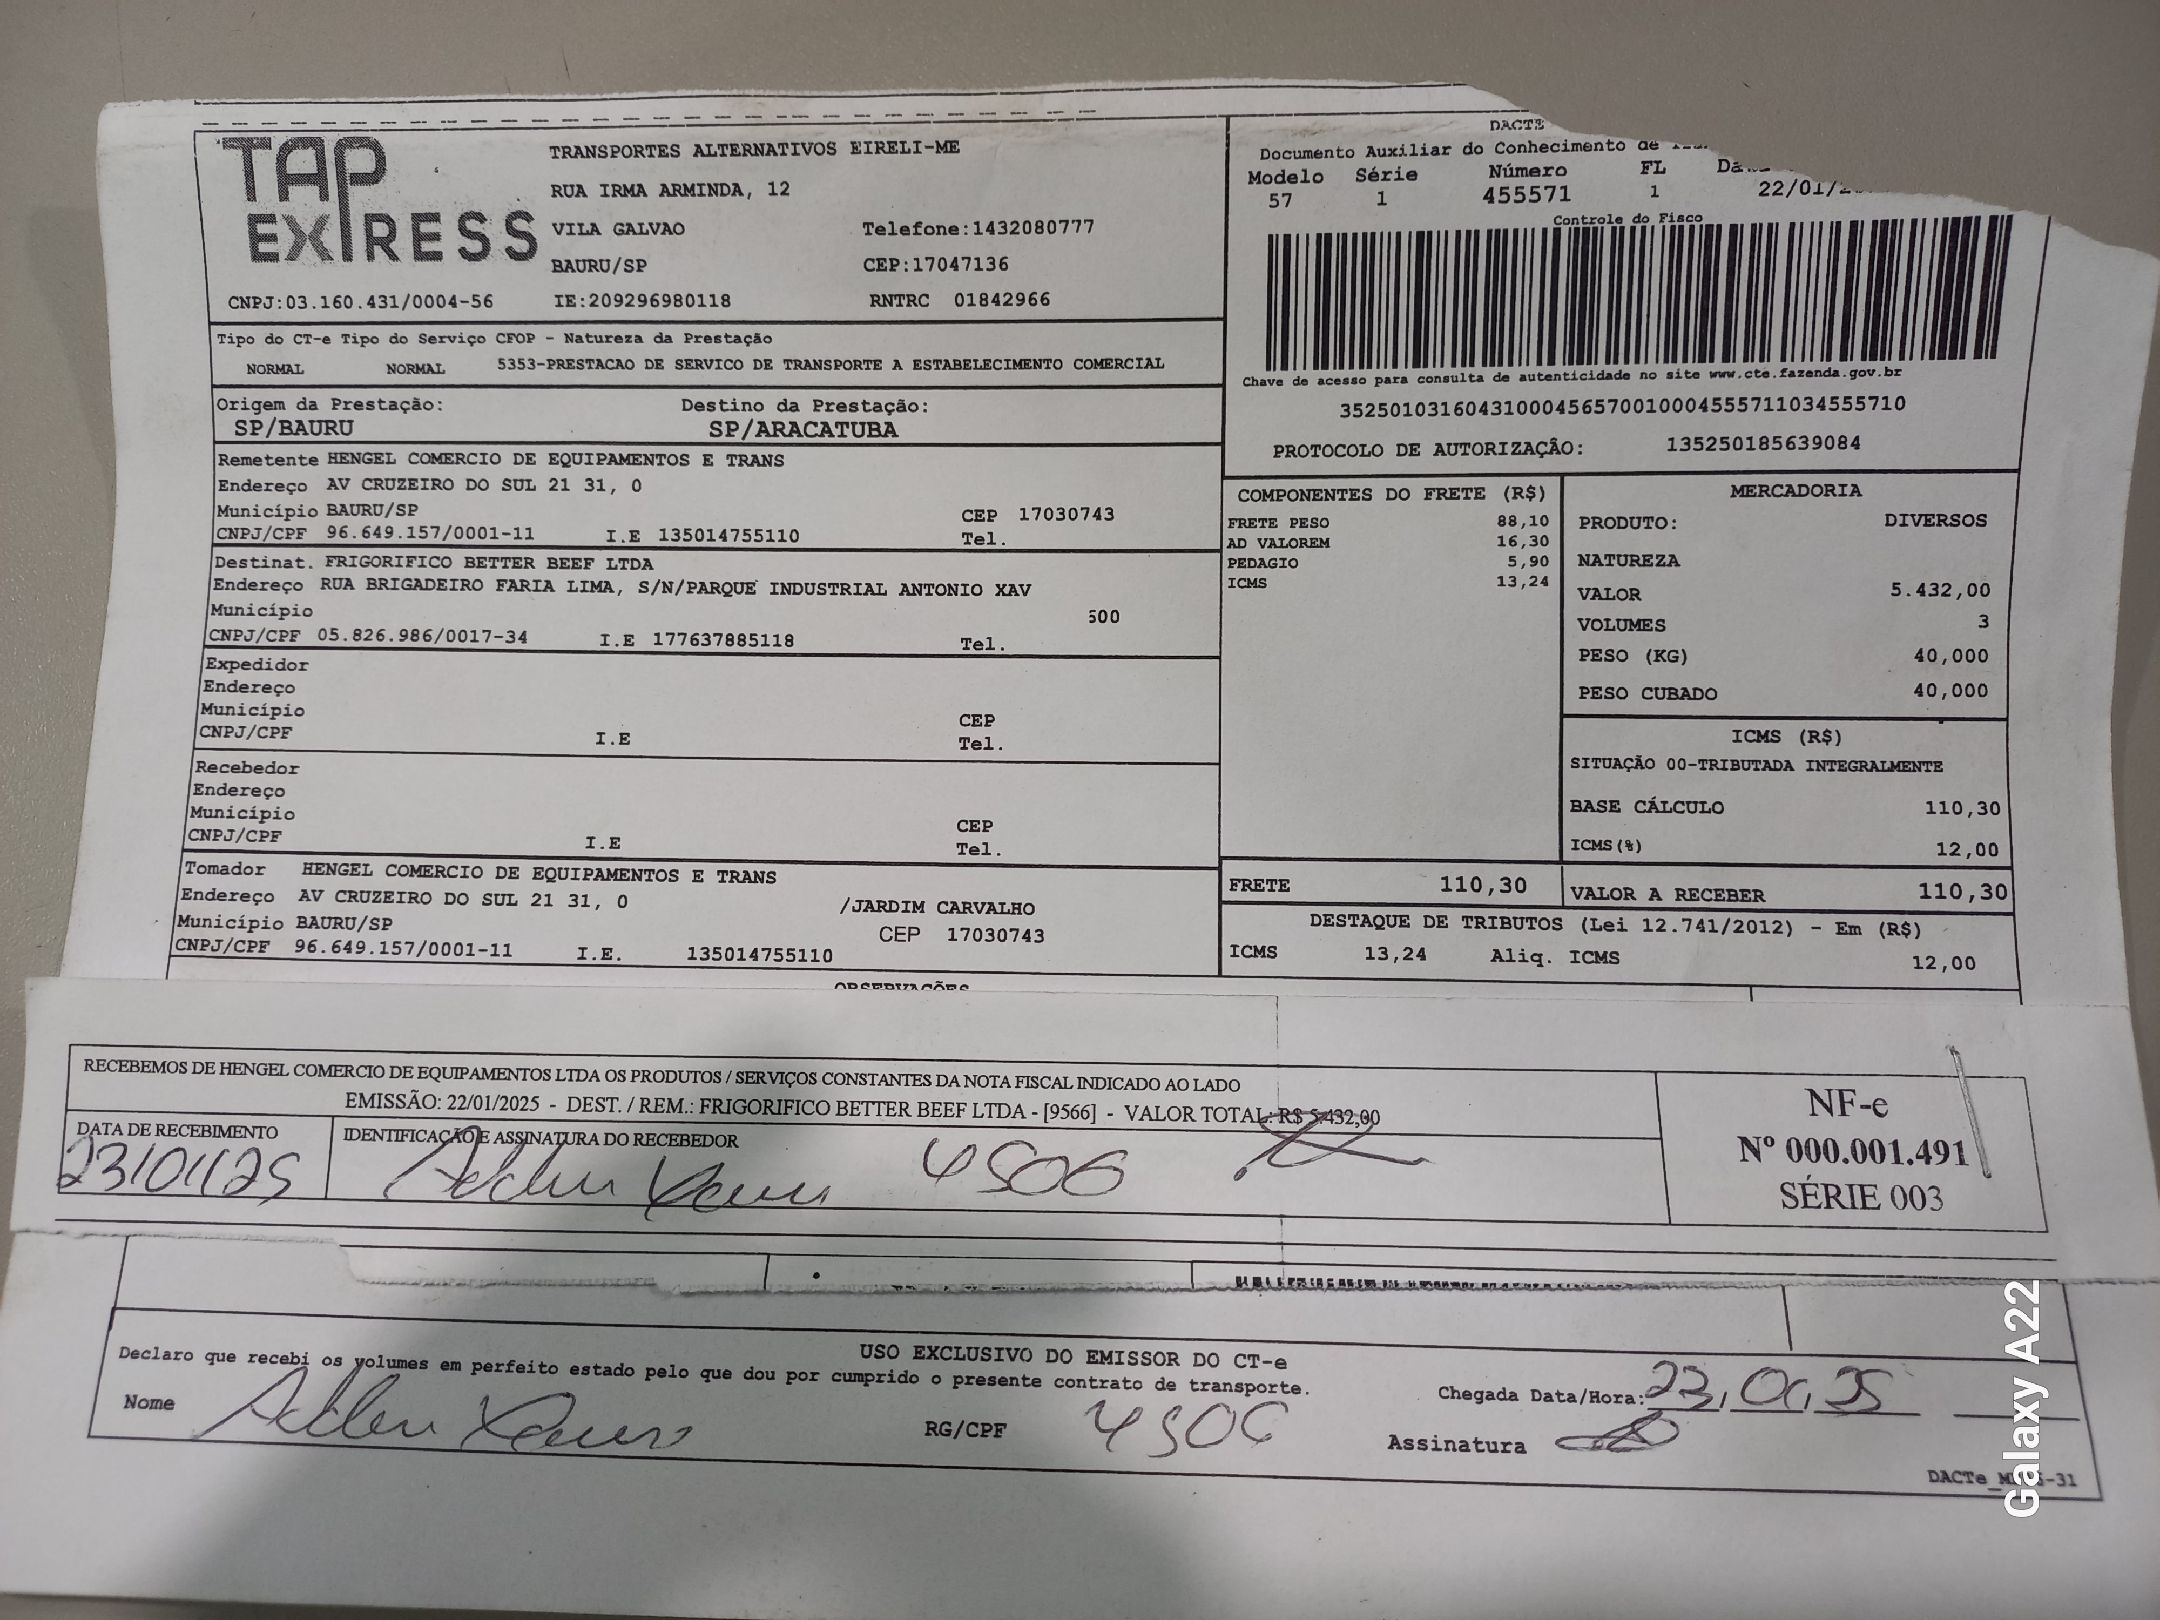 TAP EXPRESS
TRANSPORTES ALTERNATIVOS EIRELI-ME
RUA IRMA ARMINDA, 12
VILA GALVAO Telefone:1432080777
BAURU/SP CEP:17047136
CNPJ:03.160.431/0004-56 IE:209296980118 RNTRC 01842966
DACTE
Documento Auxiliar do Conhecimento de
Modelo Série Número FL
57 1 455571 1 22/01/
Controle do Fisco
Chave de acesso para consulta de autenticidade no site www.cte.fazenda.gov.br
35250103160431000456570010004555711034555710
PROTOCOLO DE AUTORIZAÇÃO: 135250185639084
Tipo do CT-e Tipo do Serviço CFOP - Natureza da Prestação
NORMAL NORMAL 5353-PRESTACAO DE SERVICO DE TRANSPORTE A ESTABELECIMENTO COMERCIAL
Origem da Prestação: Destino da Prestação:
SP/BAURU SP/ARACATUBA
Remetente HENGEL COMERCIO DE EQUIPAMENTOS E TRANS
Endereço AV CRUZEIRO DO SUL 21 31, 0
Município BAURU/SP CEP 17030743
CNPJ/CPF 96.649.157/0001-11 I.E 135014755110 Tel.
Destinat. FRIGORIFICO BETTER BEEF LTDA
Endereço RUA BRIGADEIRO FARIA LIMA, S/N/PARQUE INDUSTRIAL ANTONIO XAV
Município 500
CNPJ/CPF 05.826.986/0017-34 I.E 177637885118 Tel.
Expedidor
Endereço
Município CEP
CNPJ/CPF I.E Tel.
Recebedor
Endereço
Município CEP
CNPJ/CPF I.E Tel.
Tomador HENGEL COMERCIO DE EQUIPAMENTOS E TRANS
Endereço AV CRUZEIRO DO SUL 21 31, 0 /JARDIM CARVALHO
Município BAURU/SP CEP 17030743
CNPJ/CPF 96.649.157/0001-11 I.E. 135014755110
COMPONENTES DO FRETE (R$)
FRETE PESO 88,10
AD VALOREM 16,30
PEDAGIO 5,90
ICMS 13,24
MERCADORIA
PRODUTO: DIVERSOS
NATUREZA
VALOR 5.432,00
VOLUMES 3
PESO (KG) 40,000
PESO CUBADO 40,000
ICMS (R$)
SITUAÇÃO 00-TRIBUTADA INTEGRALMENTE
BASE CÁLCULO 110,30
ICMS(%) 12,00
FRETE 110,30 VALOR A RECEBER 110,30
DESTAQUE DE TRIBUTOS (Lei 12.741/2012) - Em (R$)
ICMS 13,24 Aliq. ICMS 12,00
OBSERVAÇÕES
RECEBEMOS DE HENGEL COMERCIO DE EQUIPAMENTOS LTDA OS PRODUTOS / SERVIÇOS CONSTANTES DA NOTA FISCAL INDICADO AO LADO
EMISSÃO: 22/01/2025 - DEST. / REM.: FRIGORIFICO BETTER BEEF LTDA - [9566] - VALOR TOTAL: R$ 5.432,00
DATA DE RECEBIMENTO IDENTIFICAÇÃO E ASSINATURA DO RECEBEDOR
23/01/25 4506
NF-e
Nº 000.001.491
SÉRIE 003
USO EXCLUSIVO DO EMISSOR DO CT-e
Declaro que recebi os volumes em perfeito estado pelo que dou por cumprido o presente contrato de transporte.
Chegada Data/Hora: 23, 01, 25
Nome RG/CPF 4506 Assinatura
Galaxy A22